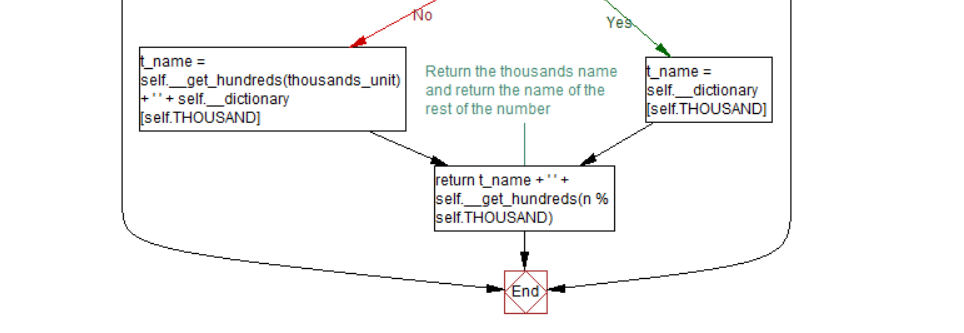 No
Yes
t_name =
self.__get_hundreds(thousands_unit)
+ ' ' + self.__dictionary
[self.THOUSAND]
Return the thousands name
and return the name of the
rest of the number
t_name =
self.__dictionary
[self.THOUSAND]
return t_name + ' ' +
self.__get_hundreds(n %
self.THOUSAND)
End